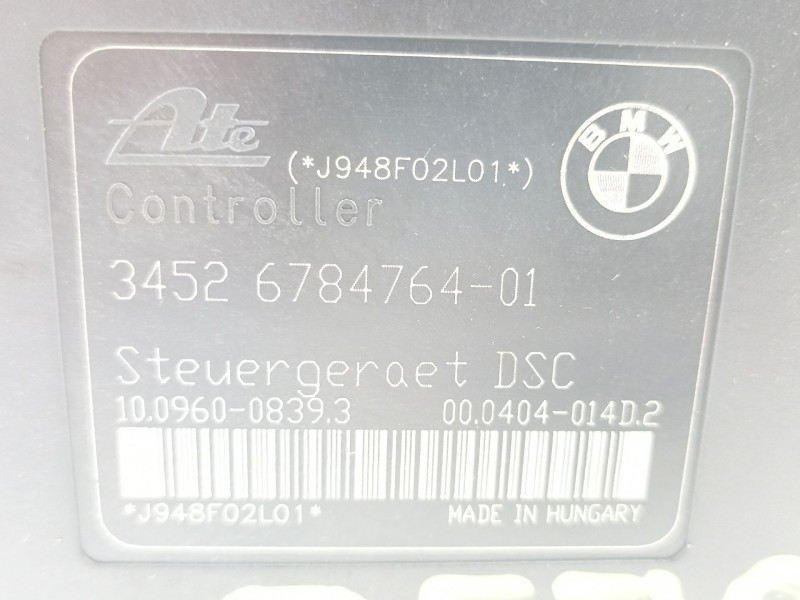 Ate
(*J948F02L01*)
BMW
Controller
3452 6784764-01
Steuergeraet DSC
10.0960-0839.3 00.0404-014D.2
*J948F02L01*
MADE IN HUNGARY